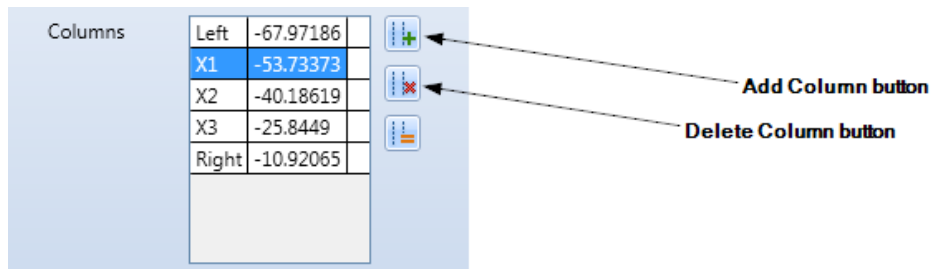 Columns
Left -67.97186
X1 -53.73373
X2 -40.18619
X3 -25.8449
Right -10.92065
Add Column button
Delete Column button